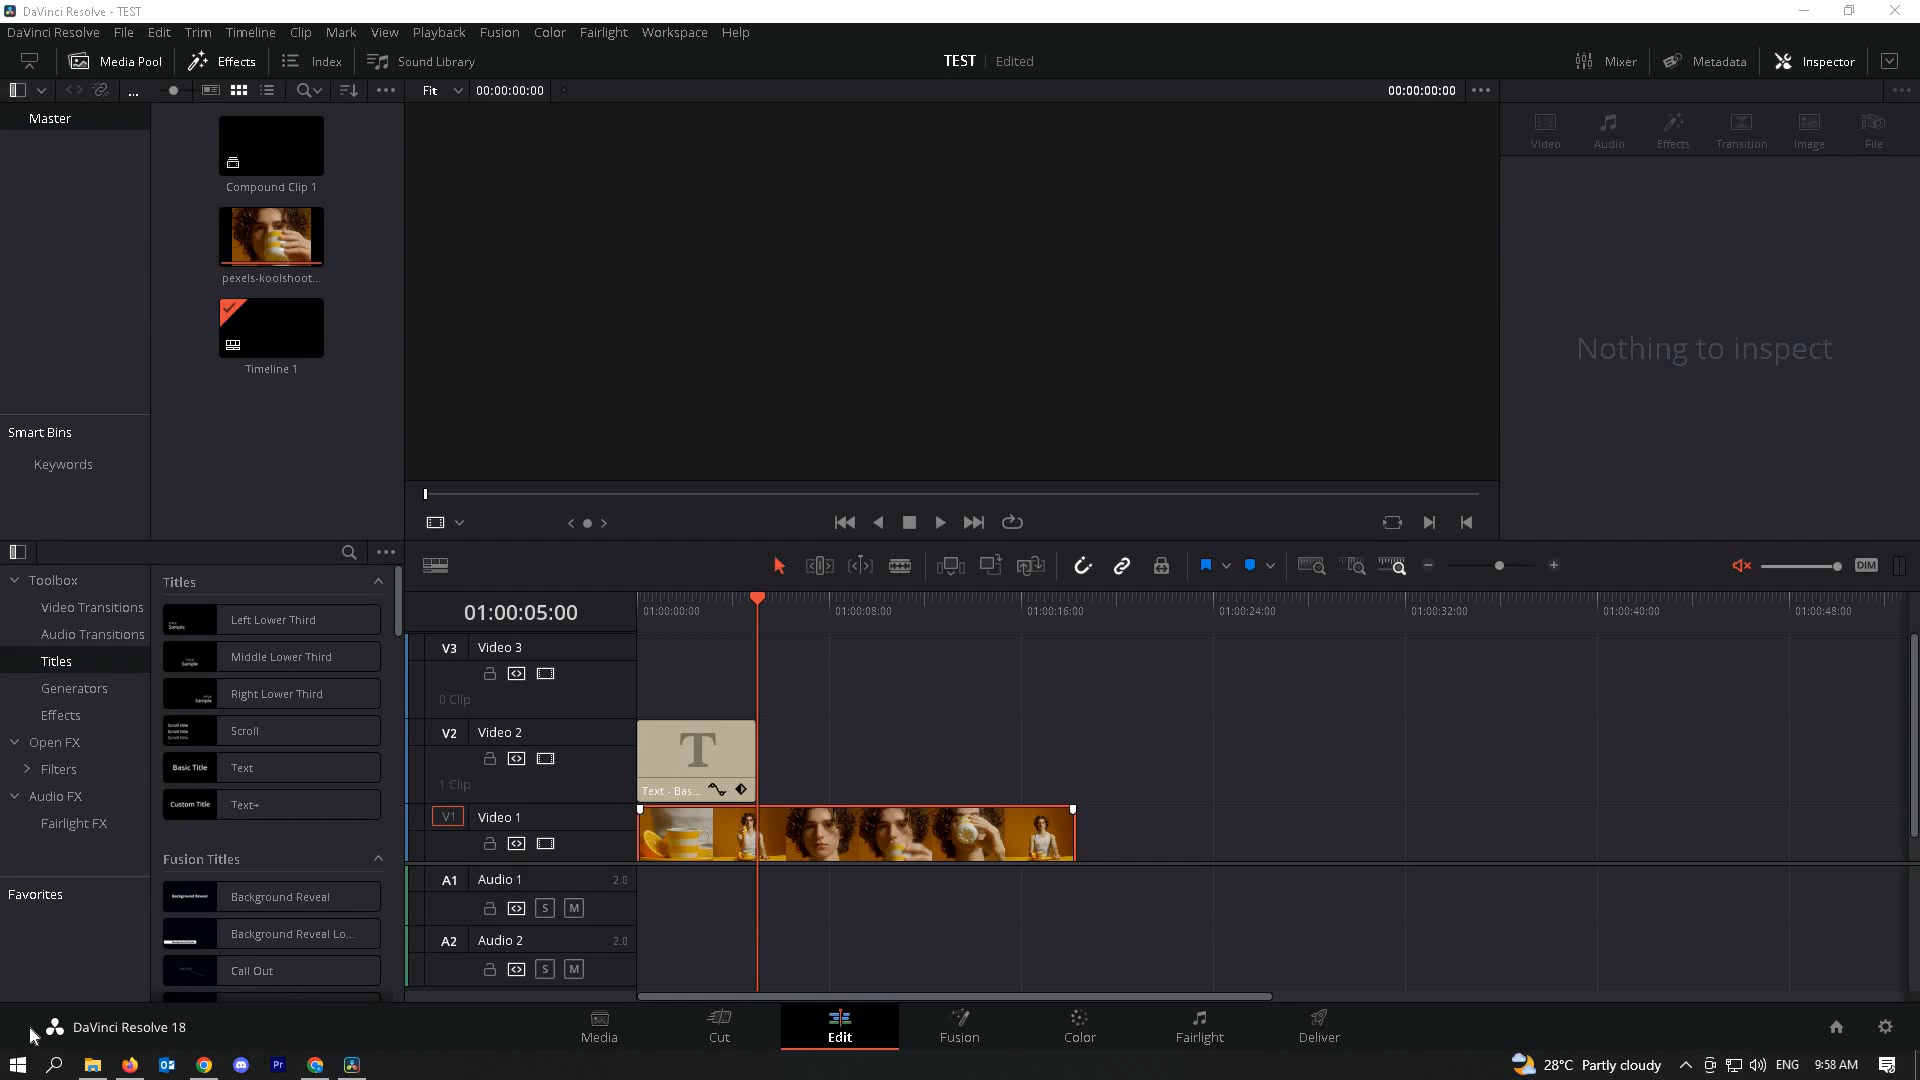 DaVinci Resolve - TEST
DaVinci Resolve File Edit Trim Timeline Clip Mark View Playback Fusion Color Fairlight Workspace Help
Media Pool Effects Index Sound Library TEST Edited Mixer Metadata Inspector
Fit 00:00:00:00 00:00:00:00
Master
Compound Clip 1
pexels-koolshoot...
Timeline 1
Smart Bins
Keywords
Video Audio Effects Transition Image File
Nothing to inspect
DIM
Toolbox
Video Transitions
Audio Transitions
Titles
Generators
Effects
Open FX
Filters
Audio FX
Fairlight FX
Favorites
Titles
Left Lower Third
Middle Lower Third
Right Lower Third
Scroll
Basic Title Text
Custom Title Text+
Fusion Titles
Background Reveal
Background Reveal Lo...
Call Out
01:00:05:00
01:00:00:00 01:00:08:00 01:00:16:00 01:00:24:00 01:00:32:00 01:00:40:00 01:00:48:00
V3 Video 3
0 Clip
V2 Video 2
1 Clip
T
Text - Bas...
V1 Video 1
A1 Audio 1 2.0
S M
A2 Audio 2 2.0
S M
DaVinci Resolve 18
Media Cut Edit Fusion Color Fairlight Deliver
Pr
28°C Partly cloudy ENG 9:58 AM